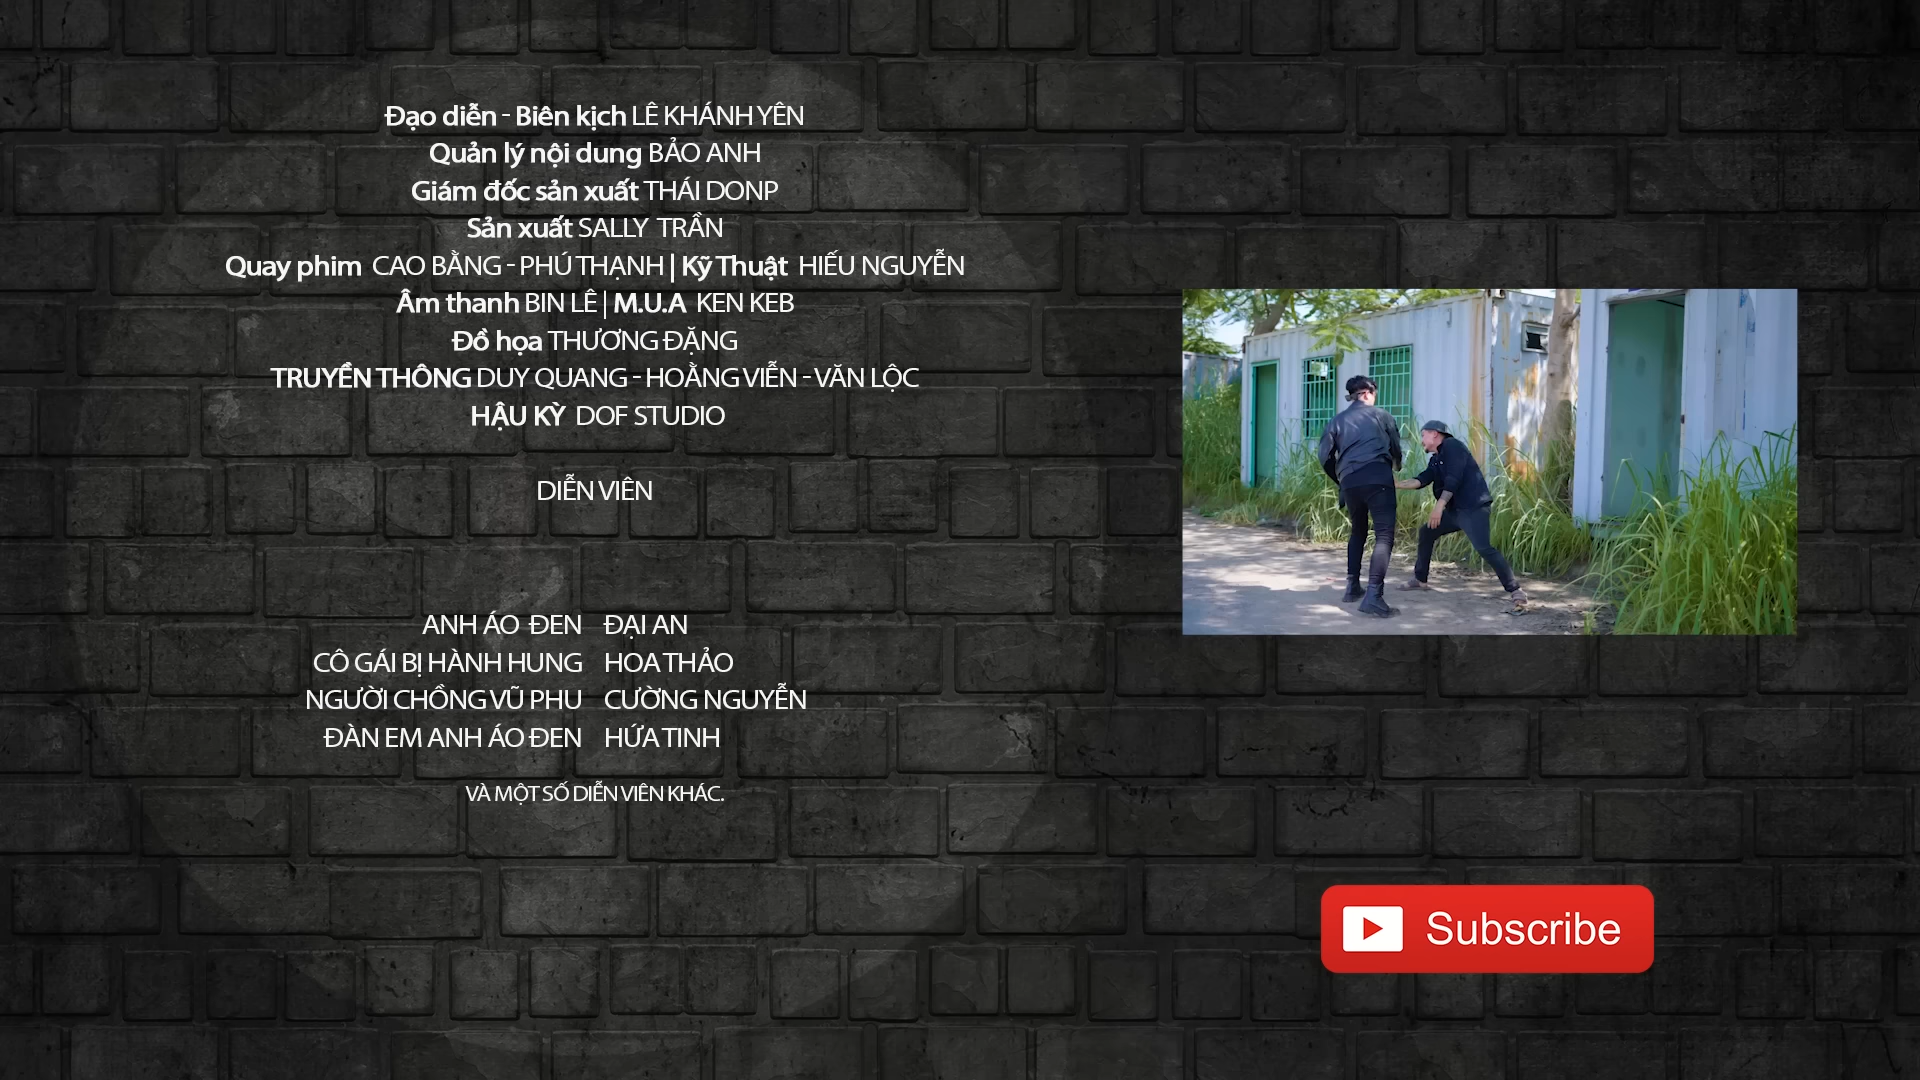 Đạo diễn - Biên kịch LÊ KHÁNH YÊN
Quản lý nội dung BẢO ANH
Giám đốc sản xuất THÁI DONP
Sản xuất SALLY TRẦN
Quay phim CAO BẰNG - PHÚ THẠNH | Kỹ Thuật HIẾU NGUYỄN
Âm thanh BIN LÊ | M.U.A KEN KEB
Đồ họa THƯƠNG ĐẶNG
TRUYỀN THÔNG DUY QUANG - HOẰNG VIỄN - VĂN LỘC
HẬU KỲ DOF STUDIO
DIỄN VIÊN
ANH ÁO ĐEN ĐẠI AN
CÔ GÁI BỊ HÀNH HUNG HOA THẢO
NGƯỜI CHỒNG VŨ PHU CƯỜNG NGUYỄN
ĐÀN EM ANH ÁO ĐEN HỨA TINH
VÀ MỘT SỐ DIỄN VIÊN KHÁC.
Subscribe